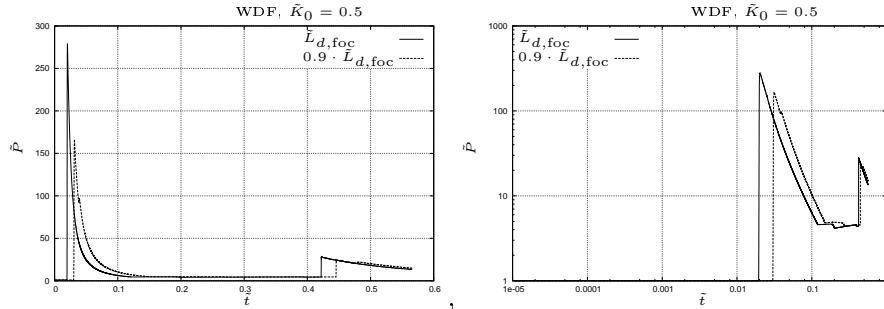 WDF, K̃₀ = 0.5
300
250
200
150
100
50
0
P̃
L̃d,foc
0.9 · L̃d,foc
0 0.1 0.2 0.3 0.4 0.5 0.6
t̃
,
WDF, K̃₀ = 0.5
1000
100
10
1
P̃
L̃d,foc
0.9 · L̃d,foc
1e-05 0.0001 0.001 0.01 0.1
t̃